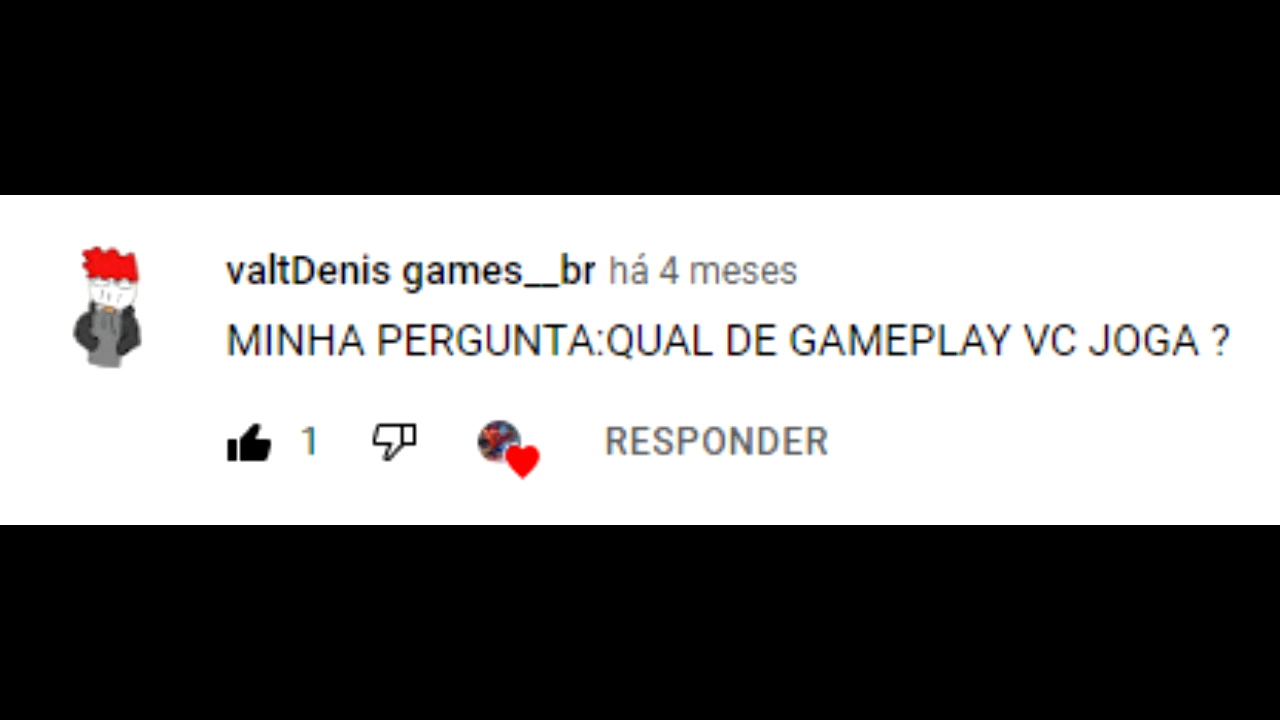 valtDenis games__br há 4 meses
MINHA PERGUNTA:QUAL DE GAMEPLAY VC JOGA ?
1 RESPONDER